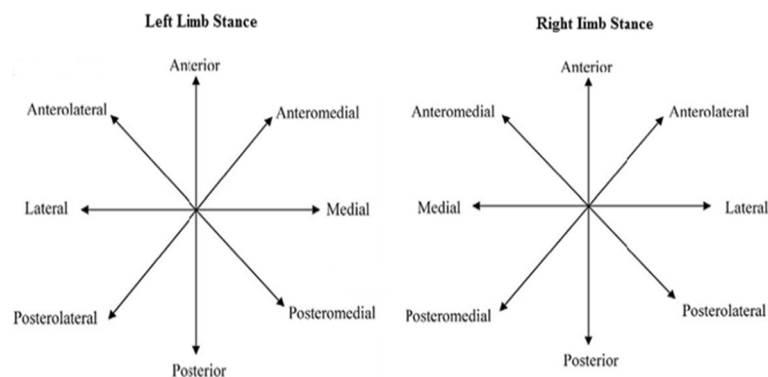 Left Limb Stance
Anterior
Anterolateral
Anteromedial
Lateral
Medial
Posterolateral
Posteromedial
Posterior
Right Iimb Stance
Anterior
Anteromedial
Anterolateral
Medial
Lateral
Posteromedial
Posterolateral
Posterior